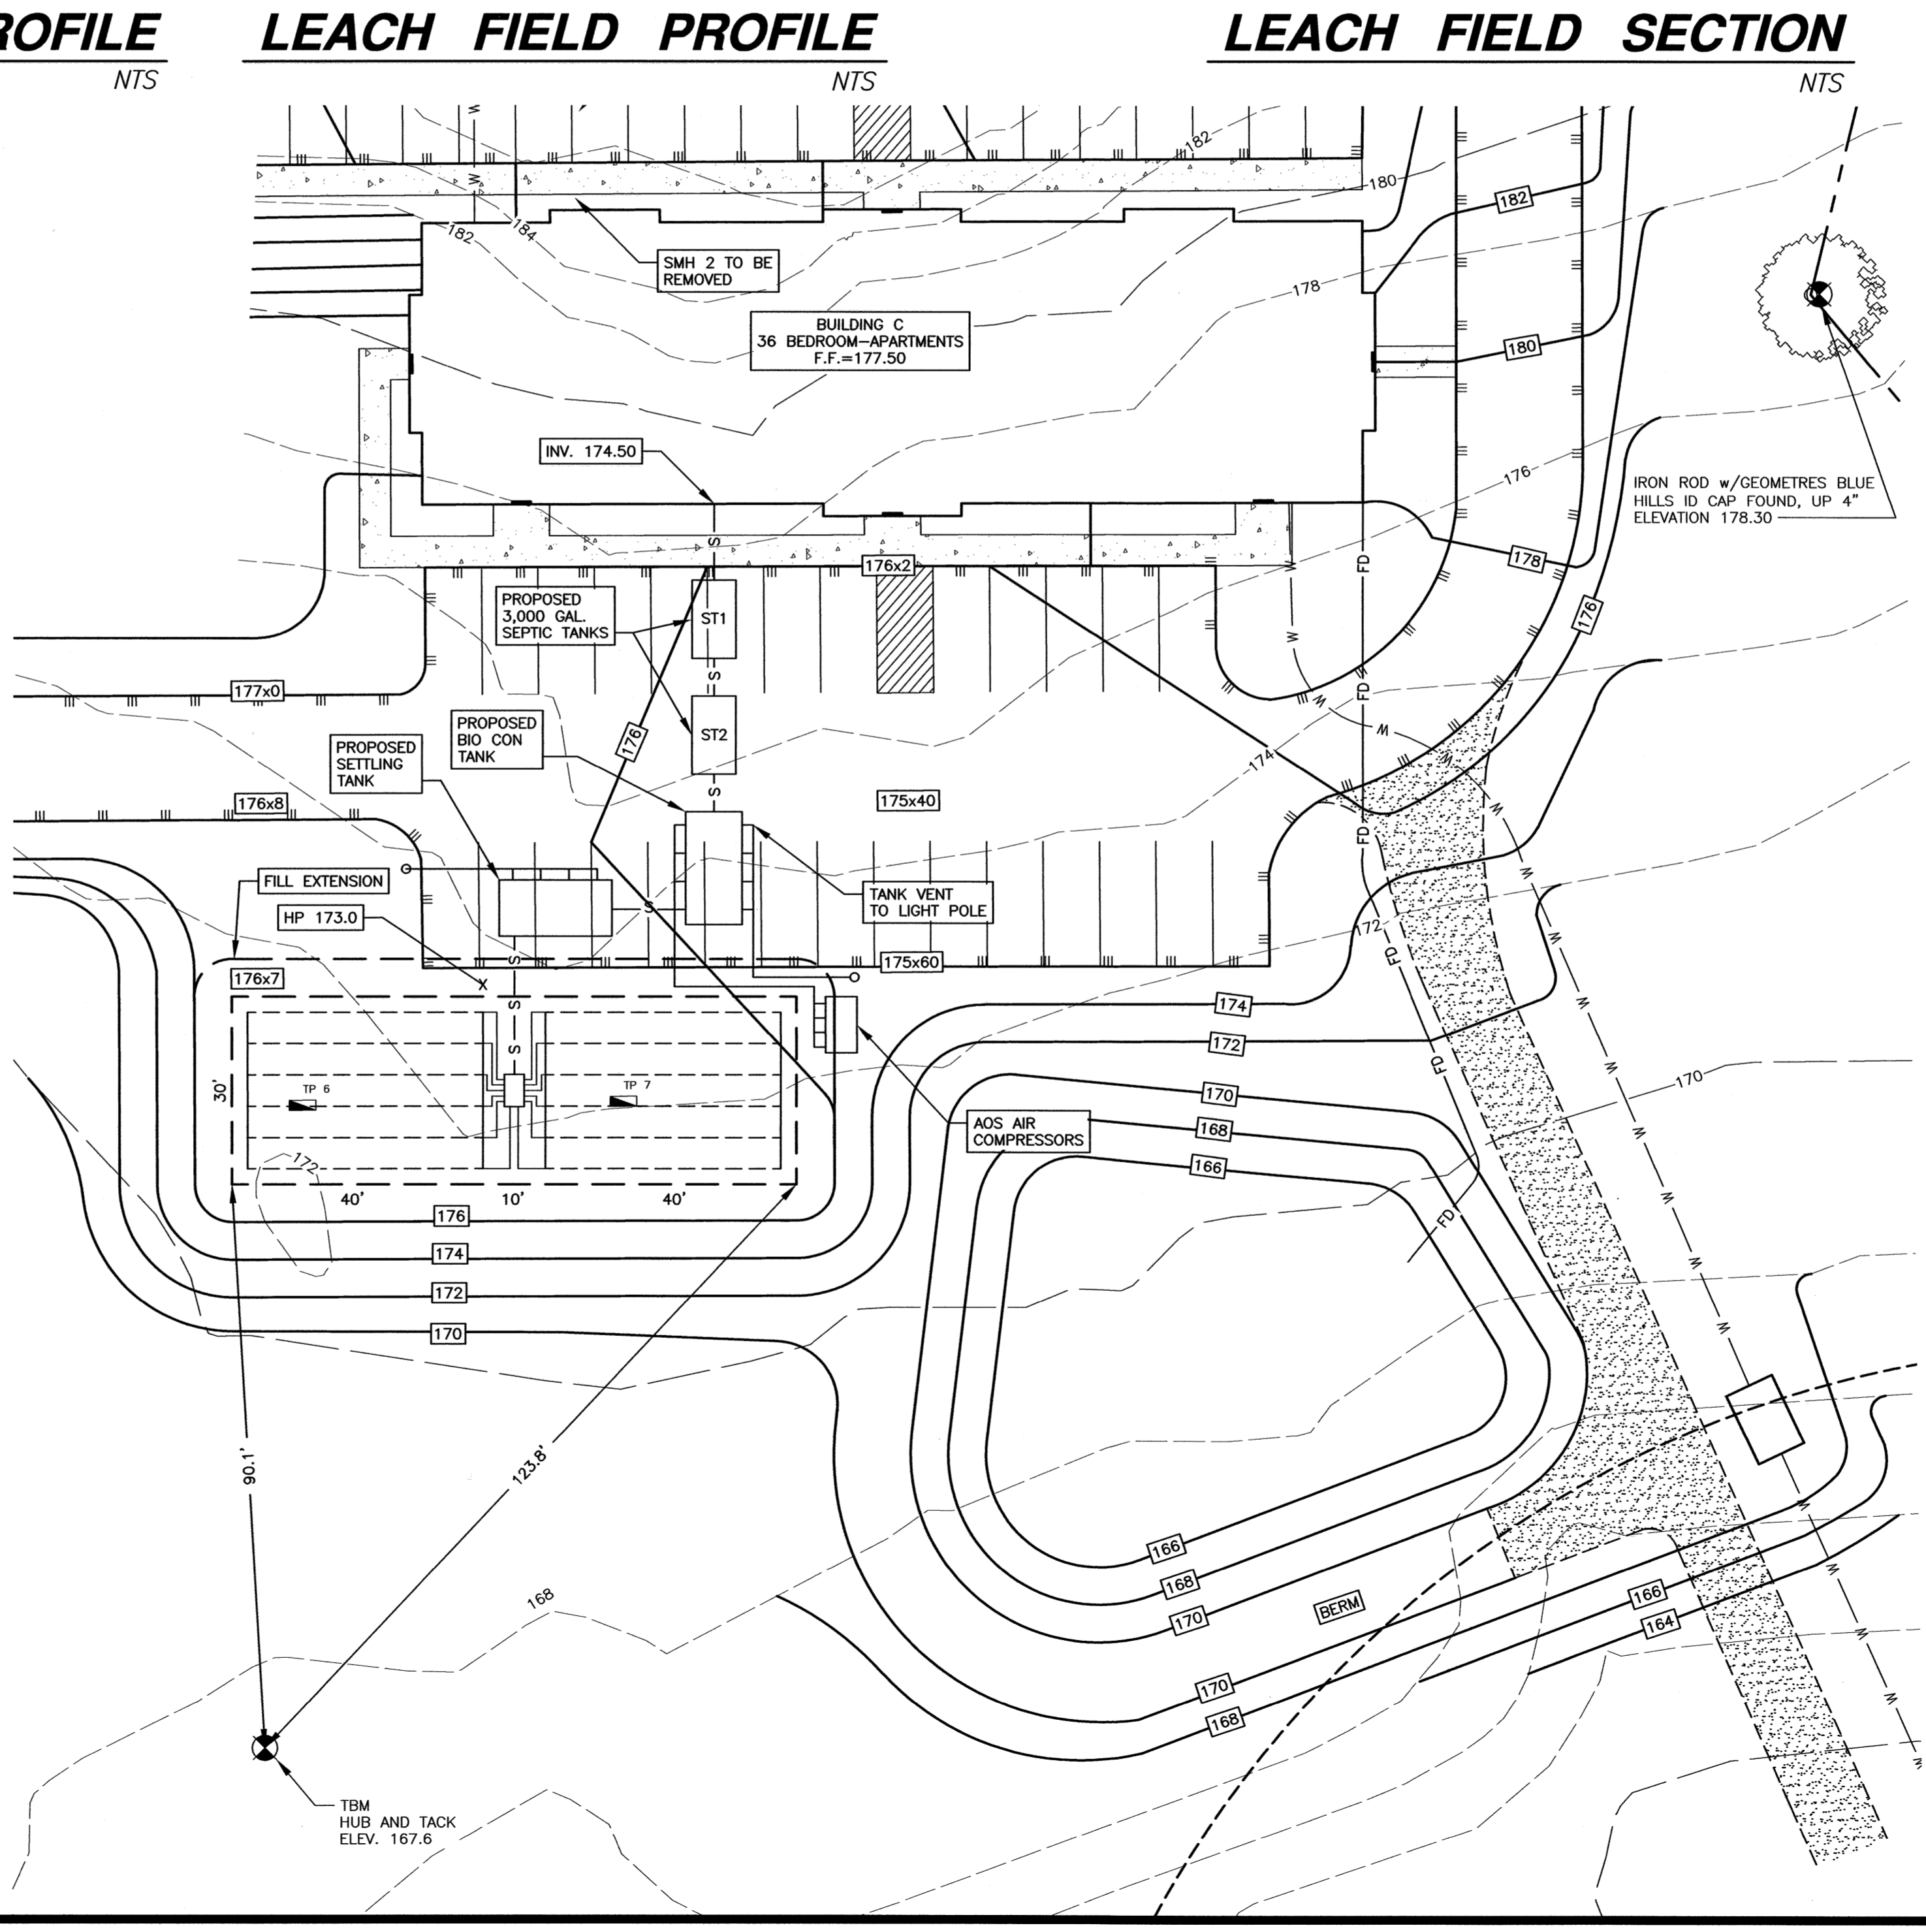 ROFILE
NTS
LEACH FIELD PROFILE
NTS
LEACH FIELD SECTION
NTS
W
W
182
180
182
184
182
SMH 2 TO BE
REMOVED
178
BUILDING C
36 BEDROOM-APARTMENTS
F.F.=177.50
180
INV. 174.50
176
IRON ROD w/GEOMETRES BLUE
HILLS ID CAP FOUND, UP 4"
ELEVATION 178.30
S
176x2
W
FD
178
PROPOSED
3,000 GAL.
SEPTIC TANKS
ST1
176
W
S
177x0
FD
W
PROPOSED
BIO CON
TANK
176
ST2
W
PROPOSED
SETTLING
TANK
174
W
S
176x8
175x40
W
FD
FILL EXTENSION
TANK VENT
TO LIGHT POLE
W
HP 173.0
S
172
W
S
175x60
FD
176x7
X
S
174
W
172
S
FD
W
30'
TP 6
TP 7
170
170
AOS AIR
COMPRESSORS
168
W
166
172
40'
10'
40'
W
176
FD
174
W
172
170
W
90.1'
123.8'
W
166
W
168
168
166
BERM
170
164
W
170
W
168
W
TBM
HUB AND TACK
ELEV. 167.6